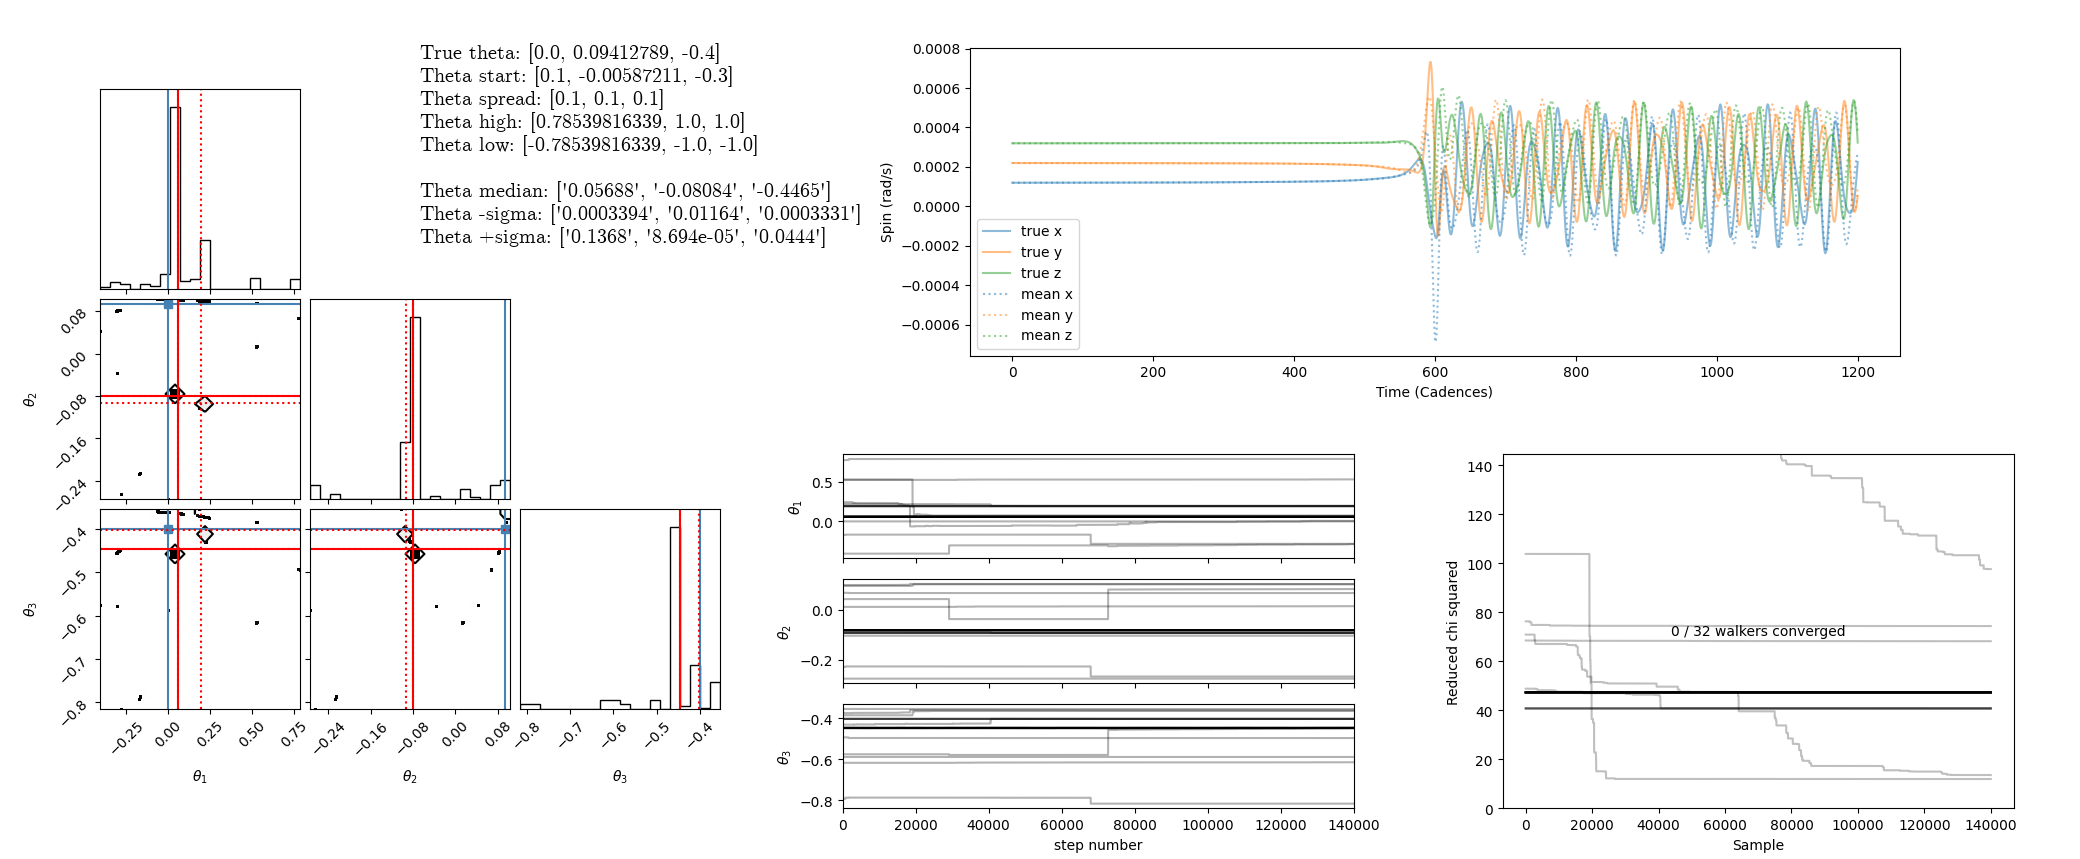 True theta: [0.0, 0.09412789, -0.4]
Theta start: [0.1, -0.00587211, -0.3]
Theta spread: [0.1, 0.1, 0.1]
Theta high: [0.78539816339, 1.0, 1.0]
Theta low: [-0.78539816339, -1.0, -1.0]
Theta median: ['0.05688', '-0.08084', '-0.4465']
Theta -sigma: ['0.0003394', '0.01164', '0.0003331']
Theta +sigma: ['0.1368', '8.694e-05', '0.0444']
0.08
0.00
−0.08
−0.16
−0.24
θ2
−0.4
−0.5
−0.6
−0.7
−0.8
θ3
−0.25 0.00 0.25 0.50 0.75
θ1
−0.24 −0.16 −0.08 0.00 0.08
θ2
−0.8 −0.7 −0.6 −0.5 −0.4
θ3
0.0008
0.0006
0.0004
0.0002
0.0000
−0.0002
−0.0004
−0.0006
Spin (rad/s)
true x
true y
true z
mean x
mean y
mean z
0 200 400 600 800 1000 1200
Time (Cadences)
0.5
0.0
θ1
0.0
−0.2
θ2
−0.4
−0.6
−0.8
θ3
0 20000 40000 60000 80000 100000 120000 140000
step number
140
120
100
80
60
40
20
0
Reduced chi squared
0 / 32 walkers converged
0 20000 40000 60000 80000 100000 120000 140000
Sample